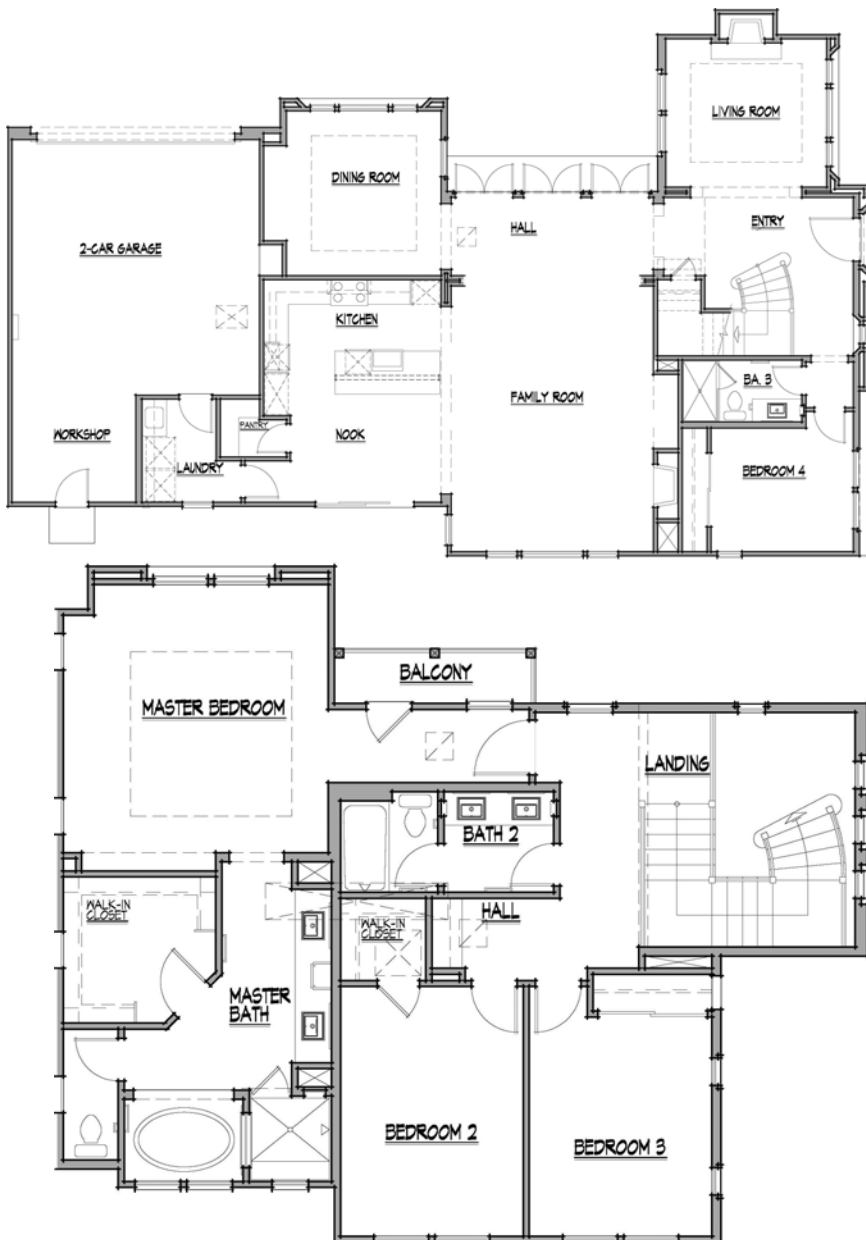 LIVING ROOM
DINING ROOM
HALL
ENTRY
2-CAR GARAGE
KITCHEN
BA. 3
FAMILY ROOM
PANTRY
WORKSHOP
NOOK
LAUNDRY
BEDROOM 4
BALCONY
MASTER BEDROOM
LANDING
BATH 2
WALK-IN
CLOSET
HALL
WALK-IN
CLOSET
MASTER
BATH
BEDROOM 2
BEDROOM 3